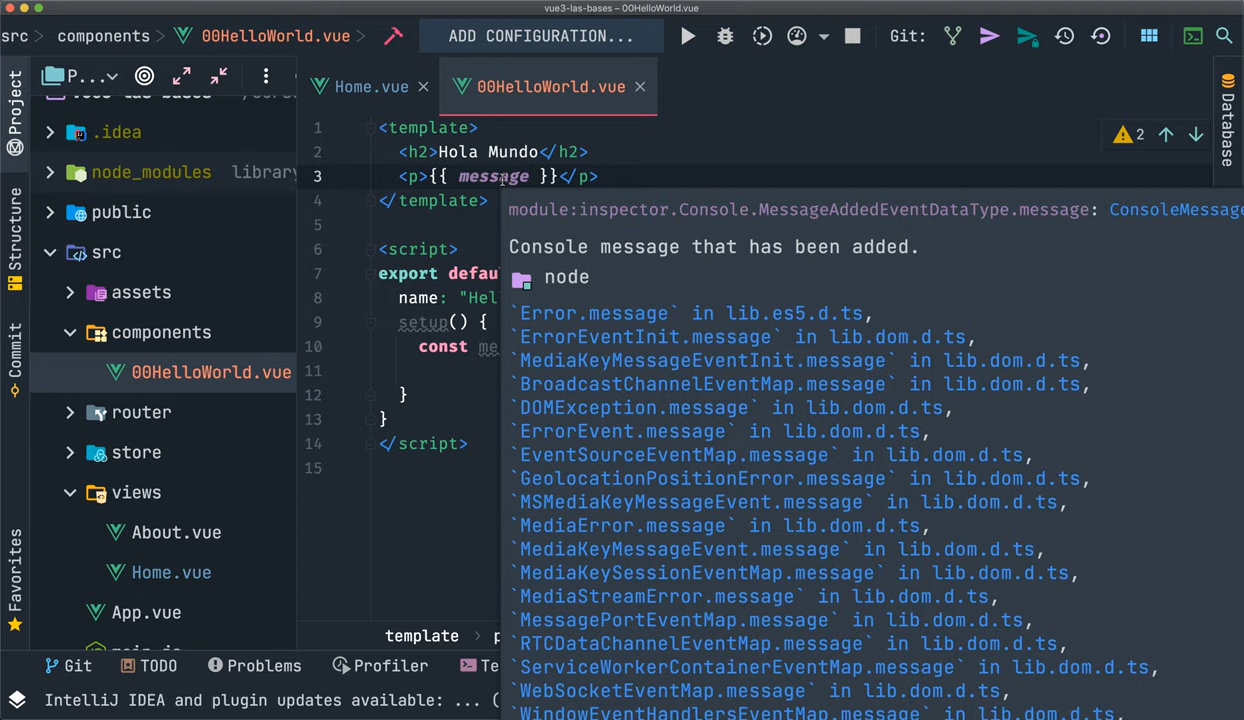 vue3-las-bases – 00HelloWorld.vue
src components 00HelloWorld.vue ADD CONFIGURATION... Git:
P...
Home.vue
00HelloWorld.vue
Project
Structure
Commit
Favorites
Database
.idea
node_modules library
public
src
assets
components
00HelloWorld.vue
router
store
views
About.vue
Home.vue
App.vue
1 <template>
2 <h2>Hola Mundo</h2>
3 <p>{{ message }}</p>
4 </template>
5
6 <script>
7 export defau
8 name: "Hel
9 setup() {
10 const me
11
12 }
13 }
14 </script>
15
2
module:inspector.Console.MessageAddedEventDataType.message: ConsoleMessage
Console message that has been added.
node
`Error.message` in lib.es5.d.ts,
`ErrorEventInit.message` in lib.dom.d.ts,
`MediaKeyMessageEventInit.message` in lib.dom.d.ts,
`BroadcastChannelEventMap.message` in lib.dom.d.ts,
`DOMException.message` in lib.dom.d.ts,
`ErrorEvent.message` in lib.dom.d.ts,
`EventSourceEventMap.message` in lib.dom.d.ts,
`GeolocationPositionError.message` in lib.dom.d.ts,
`MSMediaKeyMessageEvent.message` in lib.dom.d.ts,
`MediaError.message` in lib.dom.d.ts,
`MediaKeyMessageEvent.message` in lib.dom.d.ts,
`MediaKeySessionEventMap.message` in lib.dom.d.ts,
`MediaStreamError.message` in lib.dom.d.ts,
`MessagePortEventMap.message` in lib.dom.d.ts,
`RTCDataChannelEventMap.message` in lib.dom.d.ts,
`ServiceWorkerContainerEventMap.message` in lib.dom.d.ts,
`WebSocketEventMap.message` in lib.dom.d.ts,
`WindowEventHandlersEventMap.message` in lib.dom.d.ts,
template
Git TODO Problems Profiler Te
IntelliJ IDEA and plugin updates available: ... (